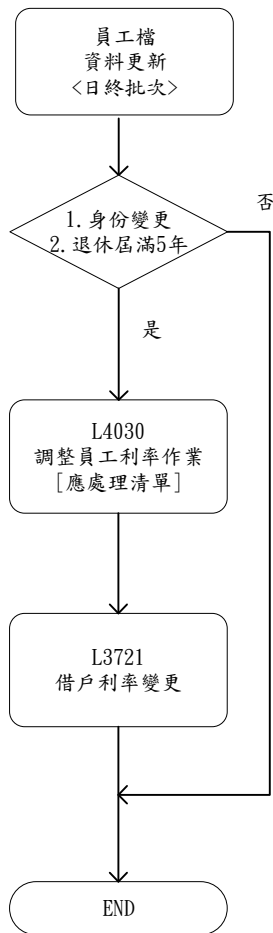 員工檔
資料更新
<日終批次>
否
1. 身份變更
2. 退休屆滿5年
是
L4030
調整員工利率作業
[應處理清單]
L3721
借戶利率變更
END